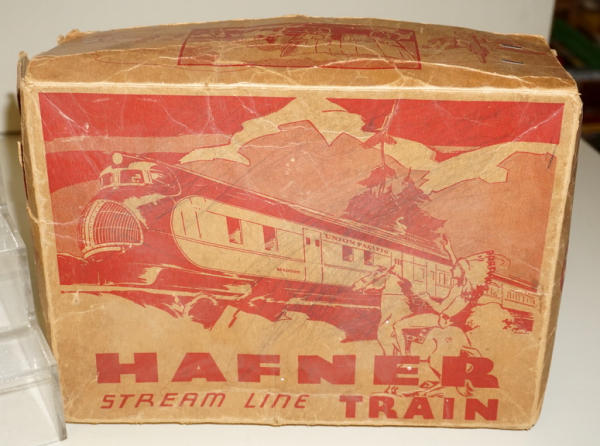 UNION PACIFIC
HAFNER
STREAM LINE TRAIN